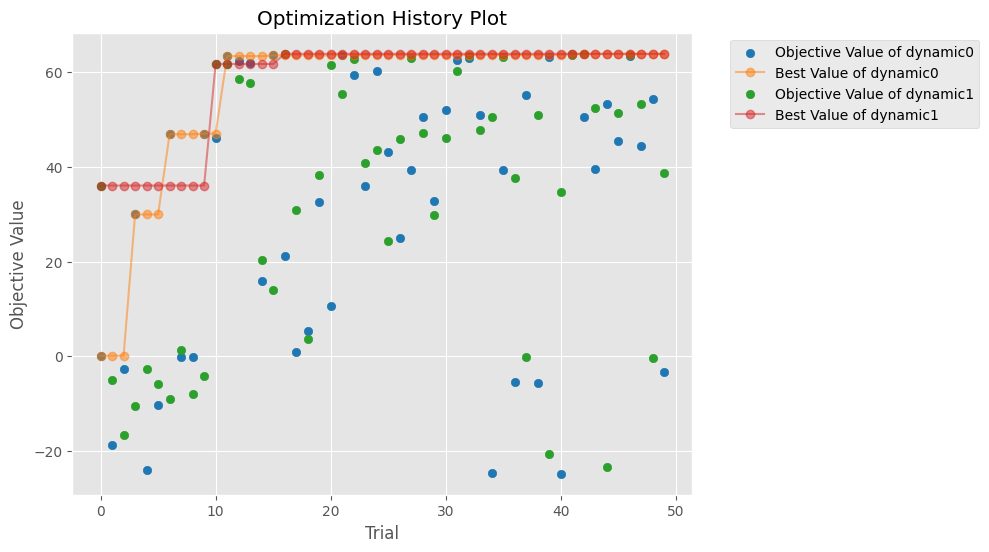 Optimization History Plot
Objective Value
60
40
20
0
−20
0
10
20
30
40
50
Trial
Objective Value of dynamic0
Best Value of dynamic0
Objective Value of dynamic1
Best Value of dynamic1